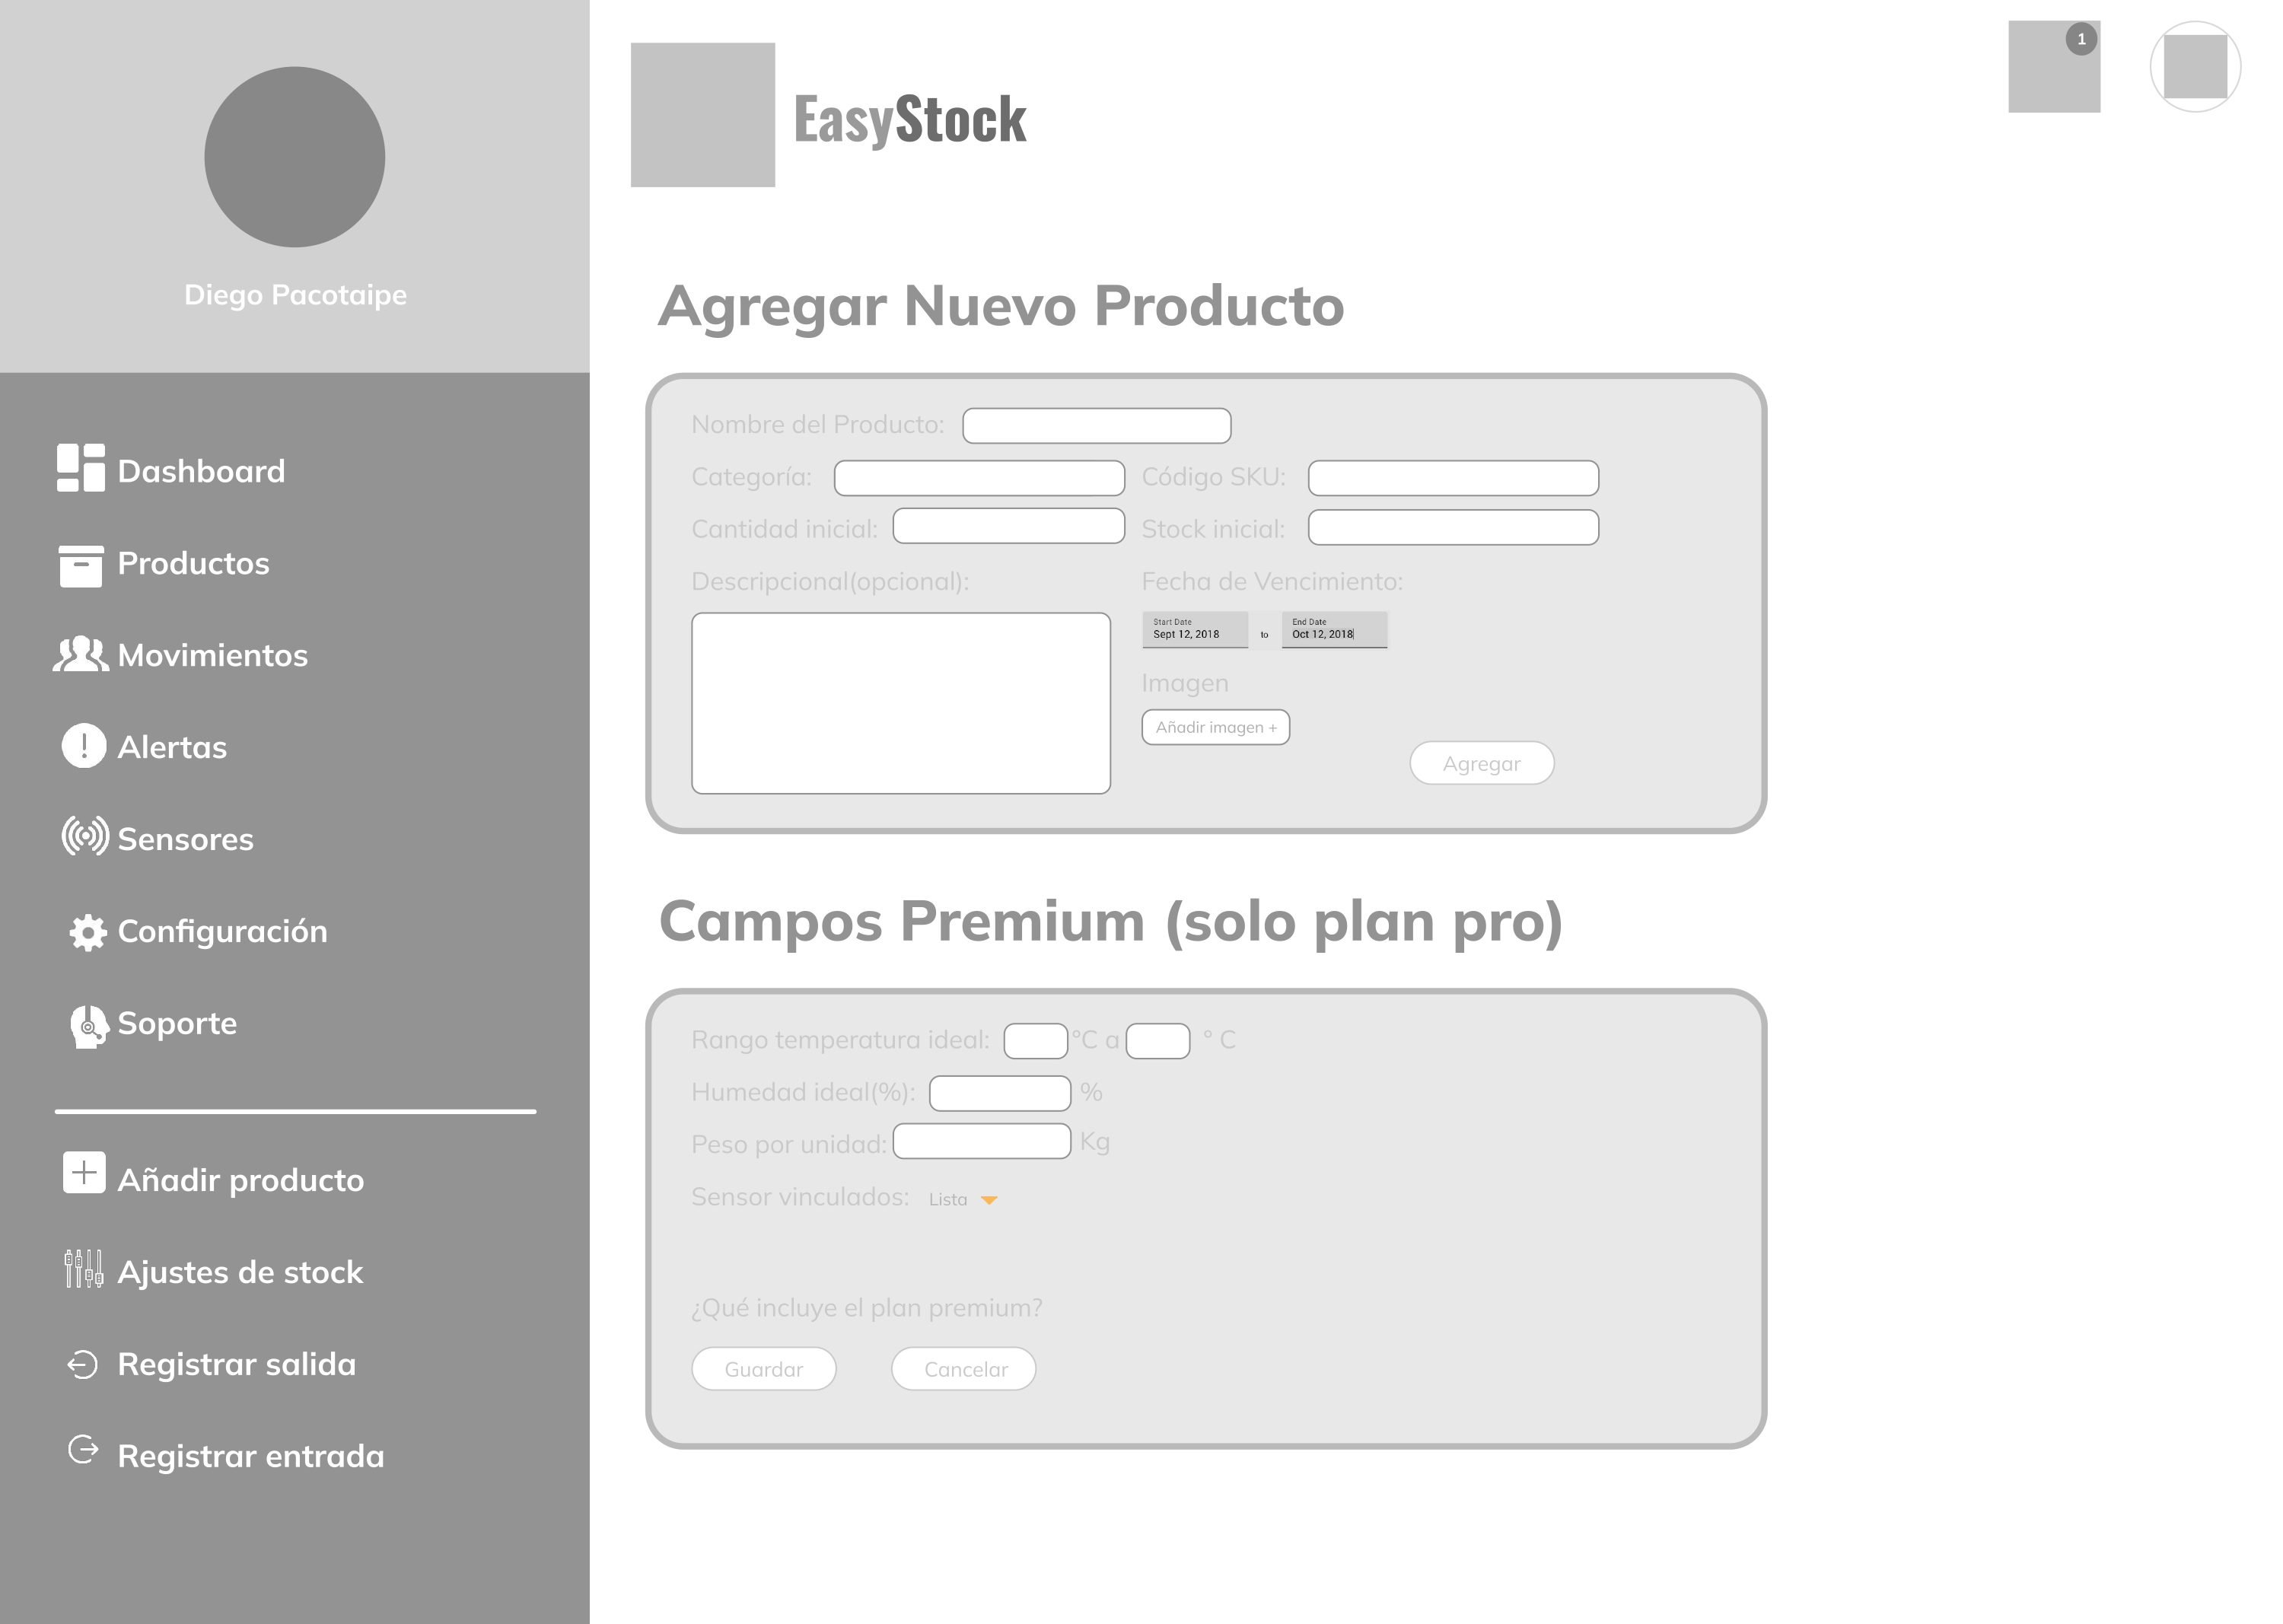 Diego Pacotaipe
Dashboard
Productos
Movimientos
Alertas
Sensores
Configuración
Soporte
Añadir producto
Ajustes de stock
Registrar salida
Registrar entrada
EasyStock
1
Agregar Nuevo Producto
Nombre del Producto:
Categoría: Código SKU:
Cantidad inicial: Stock inicial:
Descripcional(opcional): Fecha de Vencimiento:
Start Date End Date
Sept 12, 2018 to Oct 12, 2018
Imagen
Añadir imagen +
Agregar
Campos Premium (solo plan pro)
Rango temperatura ideal: °C a ° C
Humedad ideal(%): %
Peso por unidad: Kg
Sensor vinculados: Lista
¿Qué incluye el plan premium?
Guardar Cancelar